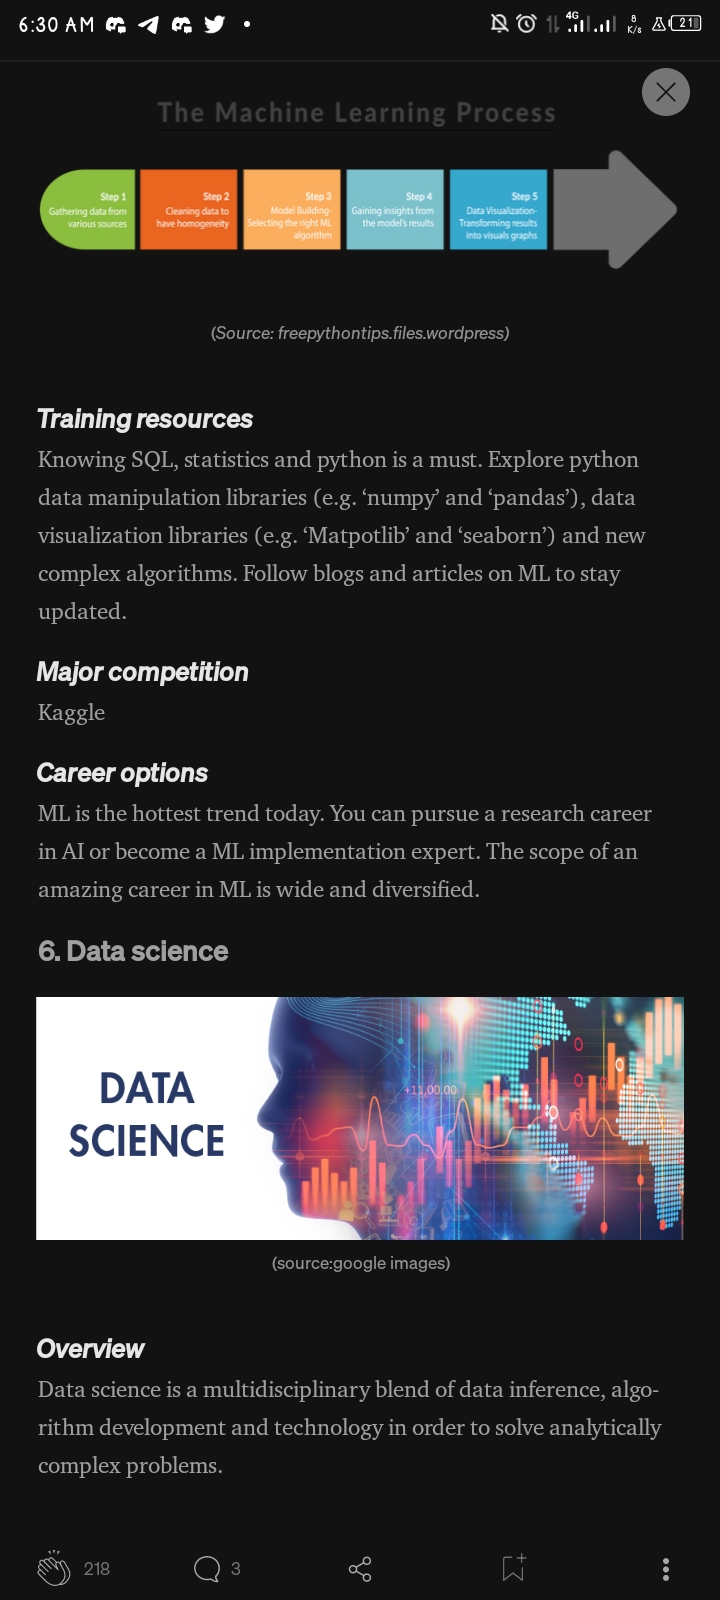 6:30 AM
4G
8
K/s
21
The Machine Learning Process
Step 1
Gathering data from
various sources
Step 2
Cleaning data to
have homogeneity
Step 3
Model Building-
Selecting the right ML
algorithm
Step 4
Gaining insights from
the model's results
Step 5
Data Visualization-
Transforming results
into visuals graphs
(Source: freepythontips.files.wordpress)
Training resources
Knowing SQL, statistics and python is a must. Explore python
data manipulation libraries (e.g. ‘numpy’ and ‘pandas’), data
visualization libraries (e.g. ‘Matpotlib’ and ‘seaborn’) and new
complex algorithms. Follow blogs and articles on ML to stay
updated.
Major competition
Kaggle
Career options
ML is the hottest trend today. You can pursue a research career
in AI or become a ML implementation expert. The scope of an
amazing career in ML is wide and diversified.
6. Data science
DATA
SCIENCE
+11,00.00
(source:google images)
Overview
Data science is a multidisciplinary blend of data inference, algo-
rithm development and technology in order to solve analytically
complex problems.
218
3